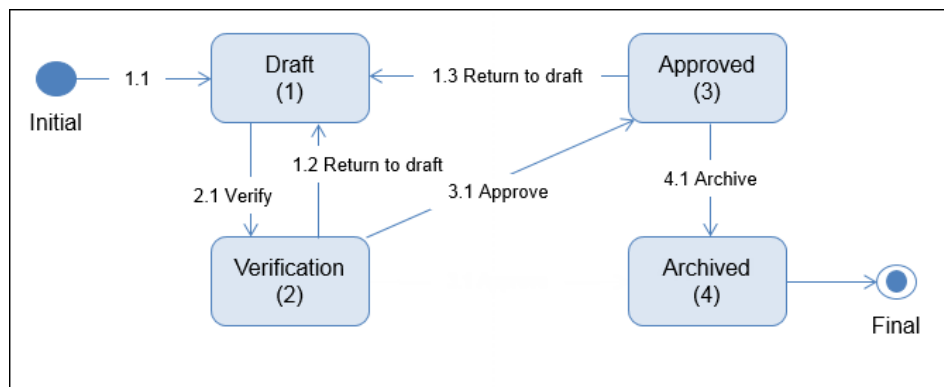 Draft
(1)
Approved
(3)
1.1
1.3 Return to draft
Initial
1.2 Return to draft
2.1 Verify
3.1 Approve
4.1 Archive
Verification
(2)
Archived
(4)
Final